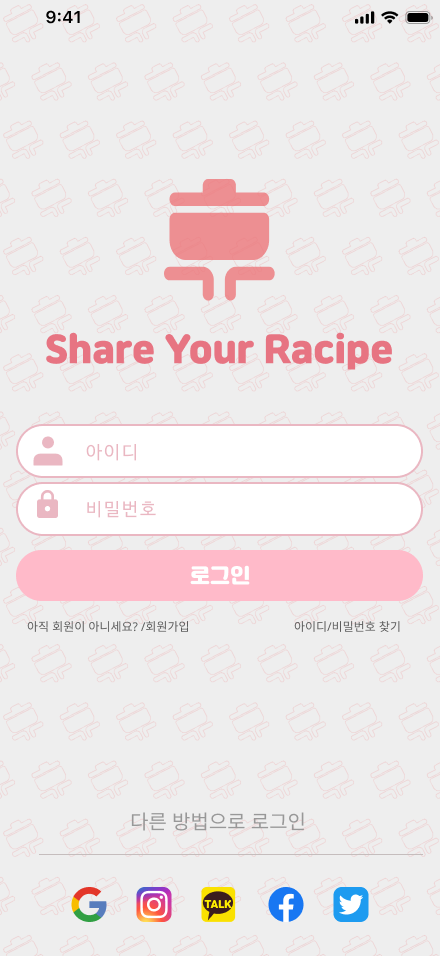 9:41
Share Your Racipe
아이디
비밀번호
로그인
아직 회원이 아니세요? /회원가입
아이디/비밀번호 찾기
다른 방법으로 로그인
TALK